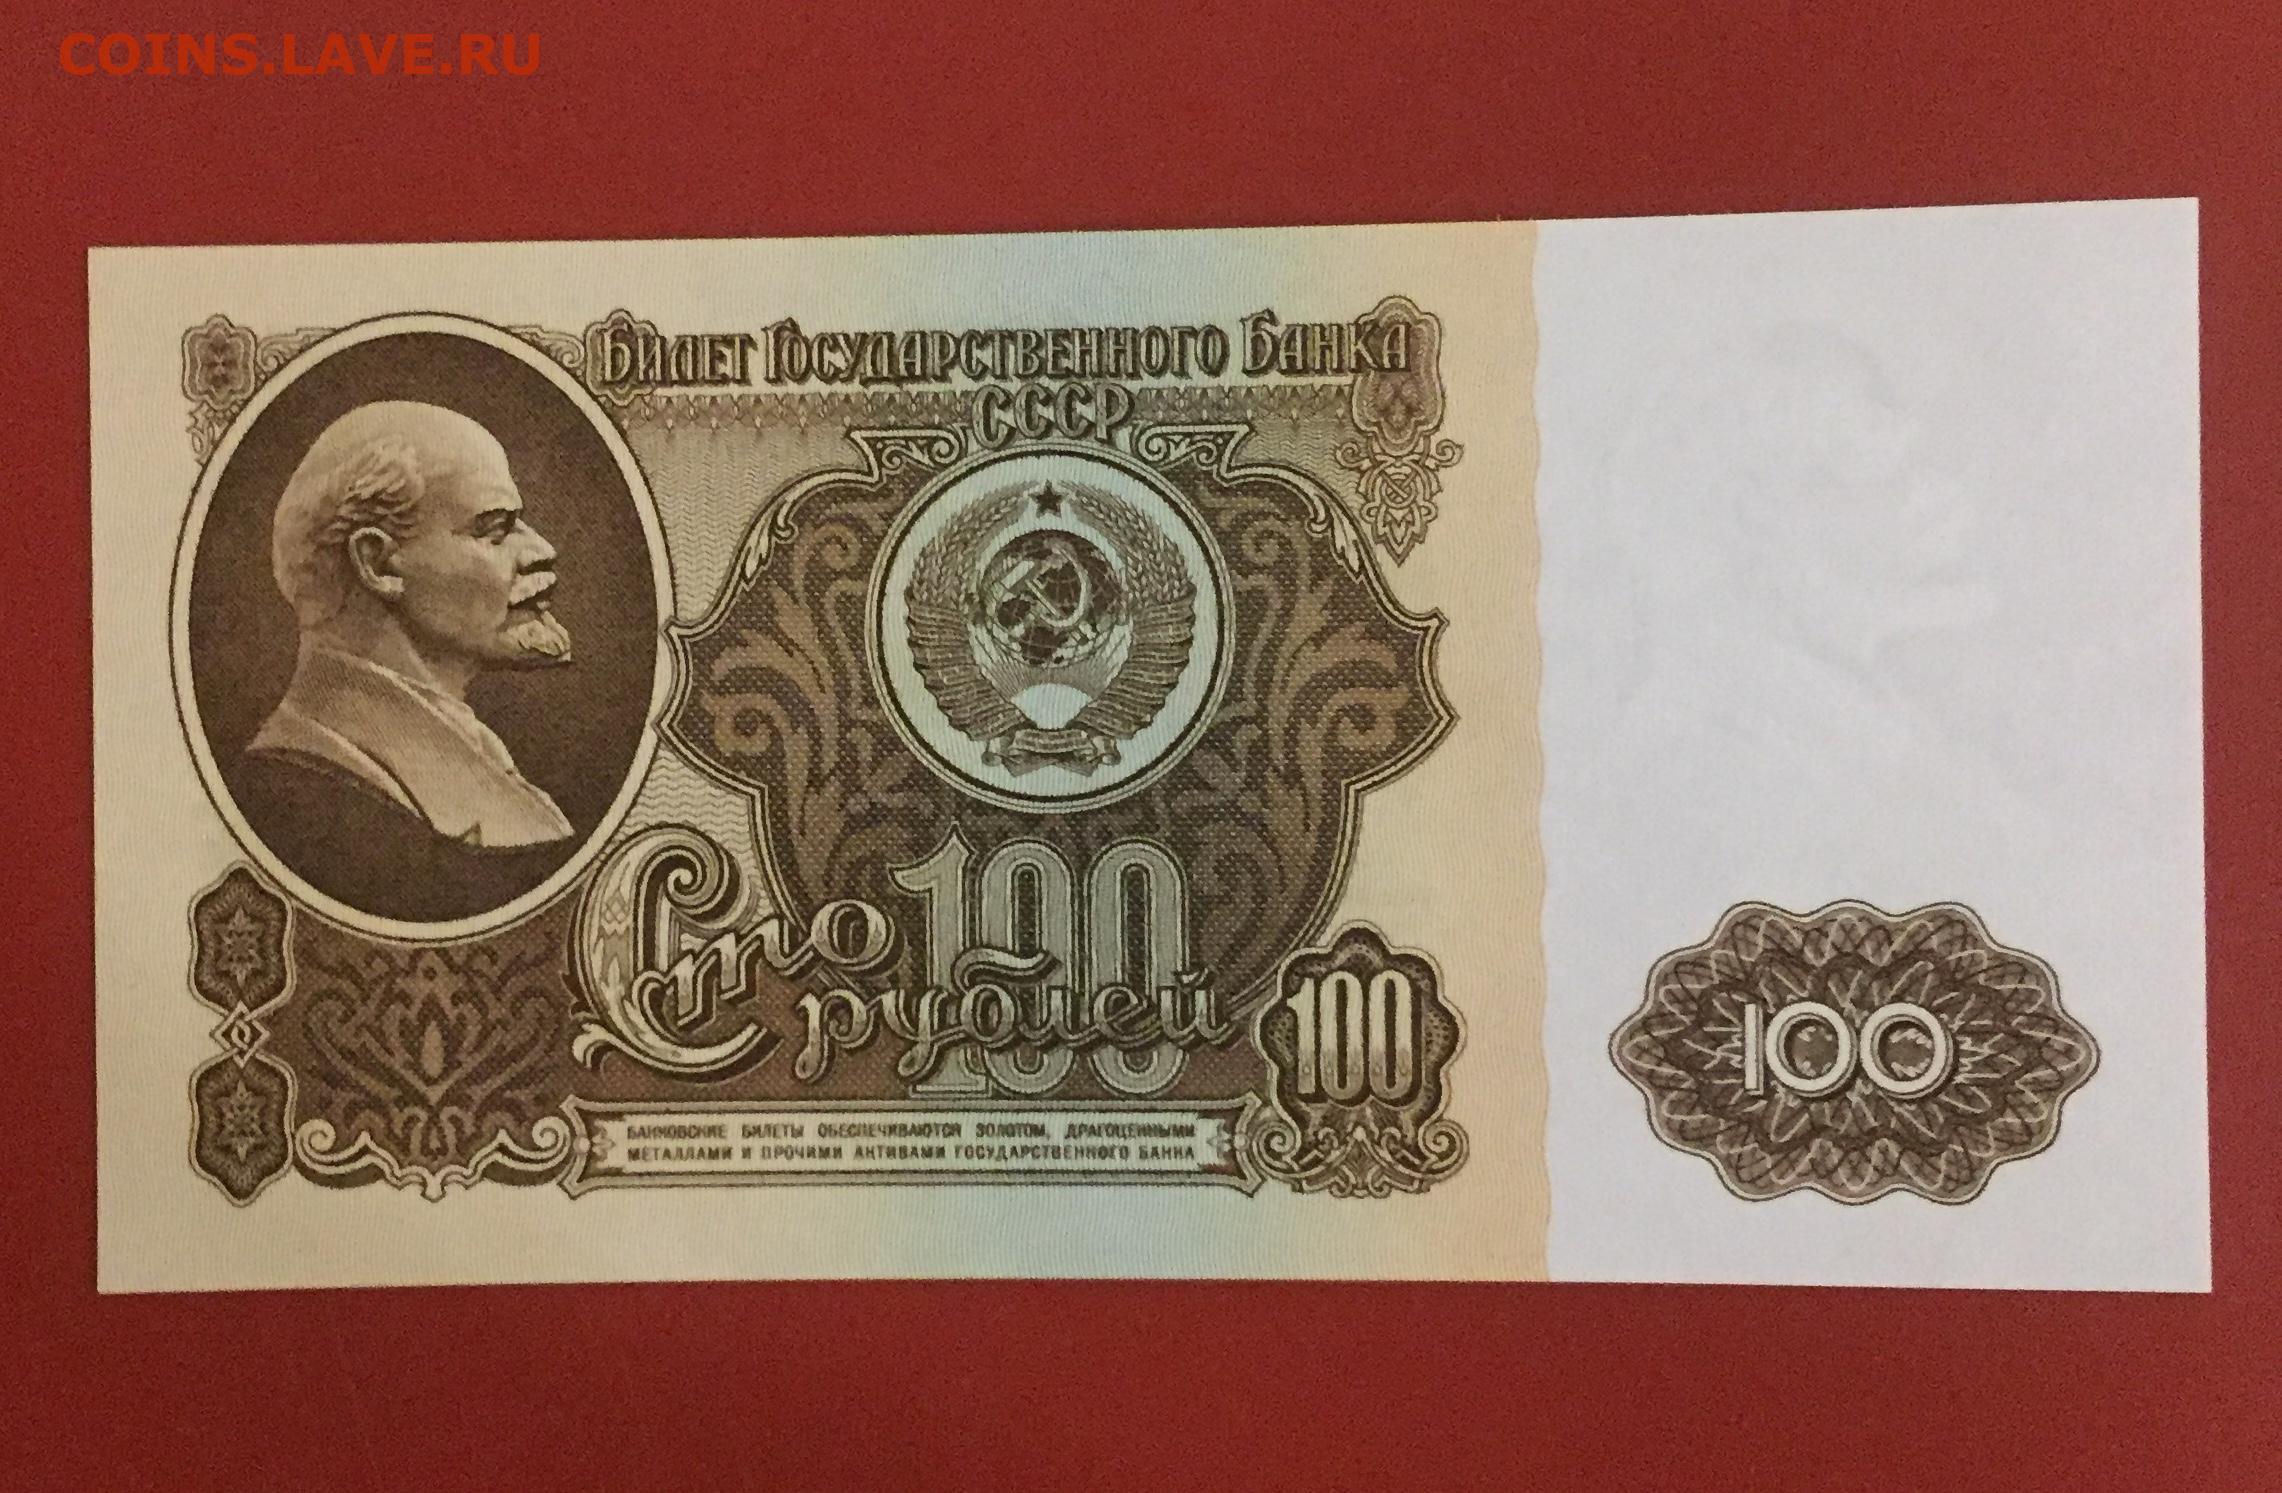 COINS.LAVE.RU
БИЛЕТ ГОСУДАРСТВЕННОГО БАНКА
СССР
100
Сто
рублей
100
100
БАНКОВСКИЕ БИЛЕТЫ ОБЕСПЕЧИВАЮТСЯ ЗОЛОТОМ, ДРАГОЦЕННЫМИ
МЕТАЛЛАМИ И ПРОЧИМИ АКТИВАМИ ГОСУДАРСТВЕННОГО БАНКА